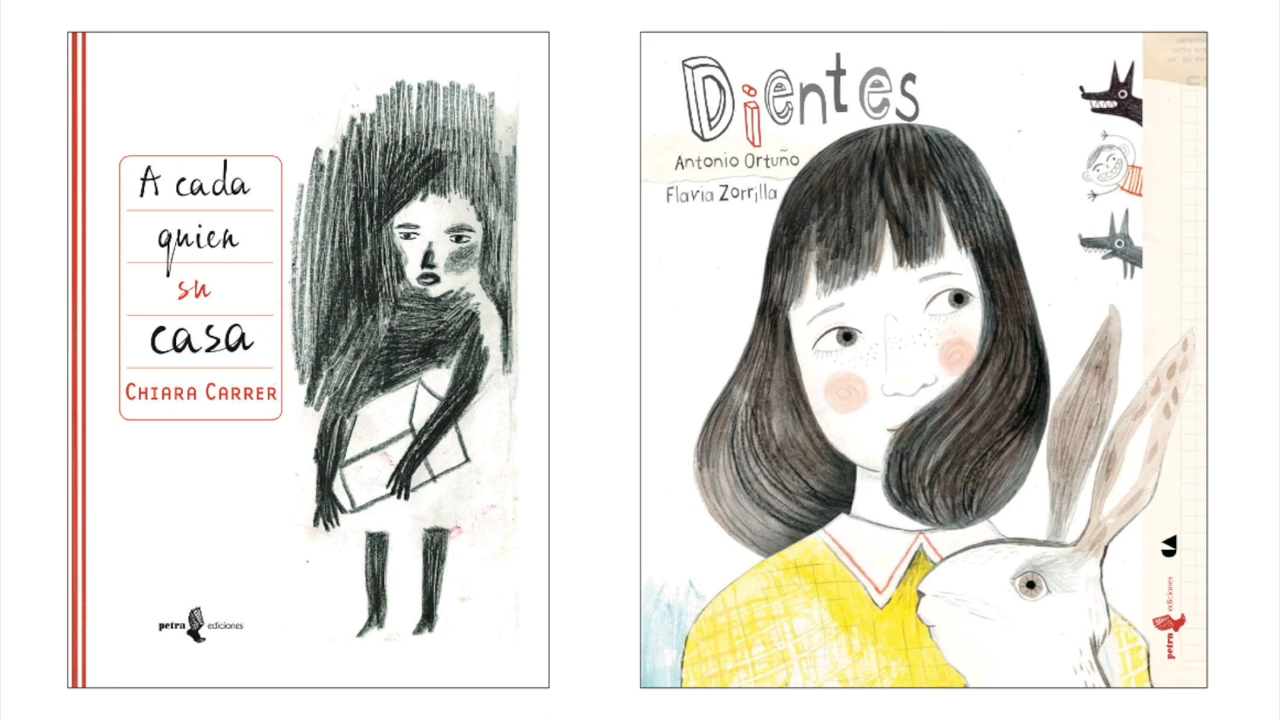 A cada
quien
su
casa
CHIARA CARRER
petra ediciones
Dientes
Antonio Ortuño
Flavia Zorrilla
petra ediciones